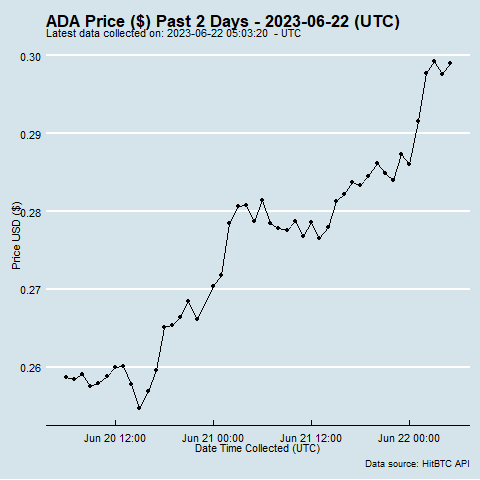 ADA Price ($) Past 2 Days - 2023-06-22 (UTC)
Latest data collected on: 2023-06-22 05:03:20 - UTC
0.30
0.29
0.28
0.27
0.26
Price USD ($)
Jun 20 12:00
Jun 21 00:00
Jun 21 12:00
Jun 22 00:00
Date Time Collected (UTC)
Data source: HitBTC API